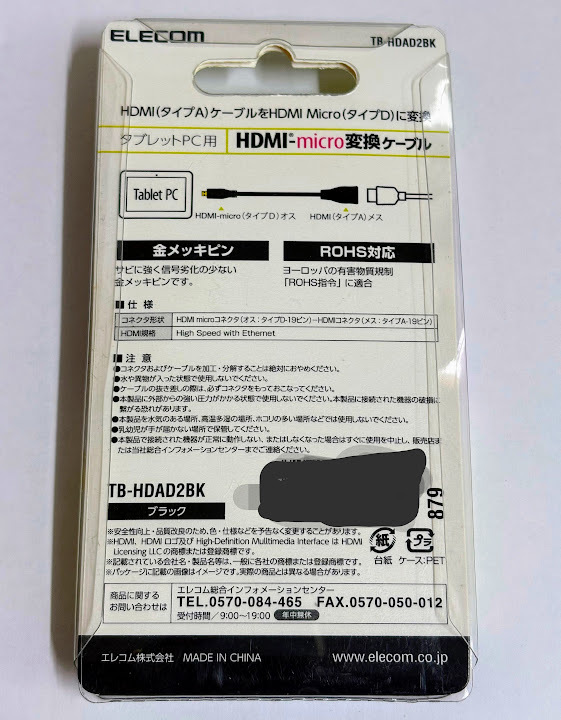 ELECOM
TB-HDAD2BK
HDMI(タイプA)ケーブルをHDMI Micro(タイプD)に変換
タブレットPC用
HDMI®-micro変換ケーブル
Tablet PC
HDMI-micro(タイプD)オス
HDMI(タイプA)メス
金メッキピン
ROHS対応
サビに強く信号劣化の少ない
金メッキピンです。
ヨーロッパの有害物質規制
「ROHS指令」に適合
■仕様
コネクタ形状 HDMI microコネクタ(オス:タイプD-19ピン)ーHDMIコネクタ(メス:タイプA-19ピン)
HDMI規格 High Speed with Ethernet
■注意
●コネクタおよびケーブルを加工・分解することは絶対におやめください。
●水や異物が入った状態で使用しないでください。
●ケーブルの抜き差しの際は、必ずコネクタをもっておこなってください。
●本製品に外部からの強い圧力がかかる状態で使用しないでください。本製品に接続された機器の破損に
繋がる恐れがあります。
●本製品を水気のある場所、高温多湿の場所、ホコリの多い場所などでは使用しないでください。
●乳幼児が手が届かない場所で保管してください。
●本製品で接続された機器が正常に動作しない、またはしなくなった場合はすぐに使用を中止し、販売店ま
たは当社総合インフォメーションセンターまでご連絡ください。
TB-HDAD2BK
ブラック
879
※安全性向上・品質改良のため、色・仕様などを予告なく変更することがあります。
※HDMI、HDMI ロゴ及び High-Definition Multimedia Interface は HDMI
Licensing LLC の商標または登録商標です。
※記載されている会社名・製品名等は、一般に各社の商標または登録商標です。
※パッケージに記載の画像はイメージです。実際の商品とは異なる場合があります。
紙
台紙
プラ
ケース:PET
商品に関する
お問い合わせは
エレコム総合インフォメーションセンター
TEL.0570-084-465 FAX.0570-050-012
受付時間/9:00~19:00 年中無休
エレコム株式会社 MADE IN CHINA
www.elecom.co.jp